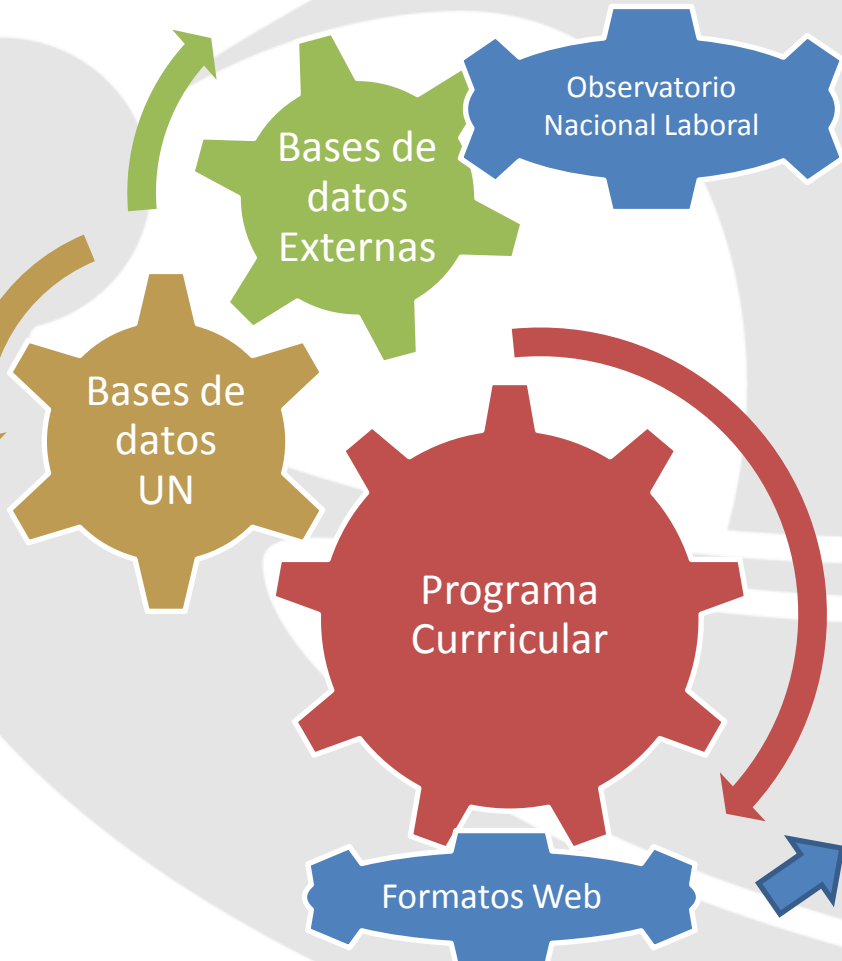 Observatorio
Nacional Laboral
Bases de
datos
Externas
Bases de
datos
UN
Programa
Currricular
Formatos Web